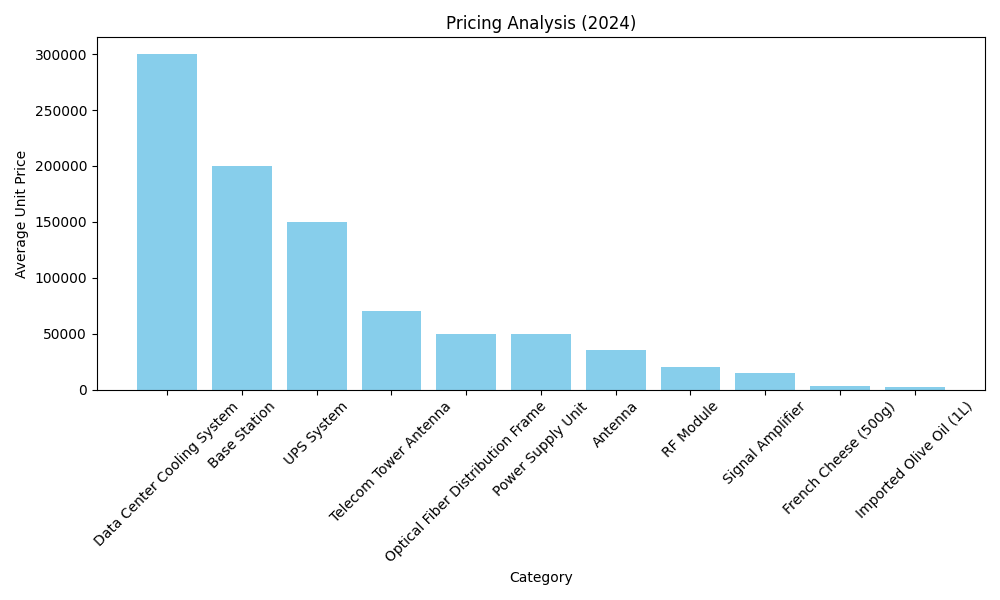 Pricing Analysis (2024)
Average Unit Price
300000
250000
200000
150000
100000
50000
0
Data Center Cooling System
Base Station
UPS System
Telecom Tower Antenna
Optical Fiber Distribution Frame
Power Supply Unit
Antenna
RF Module
Signal Amplifier
French Cheese (500g)
Imported Olive Oil (1L)
Category